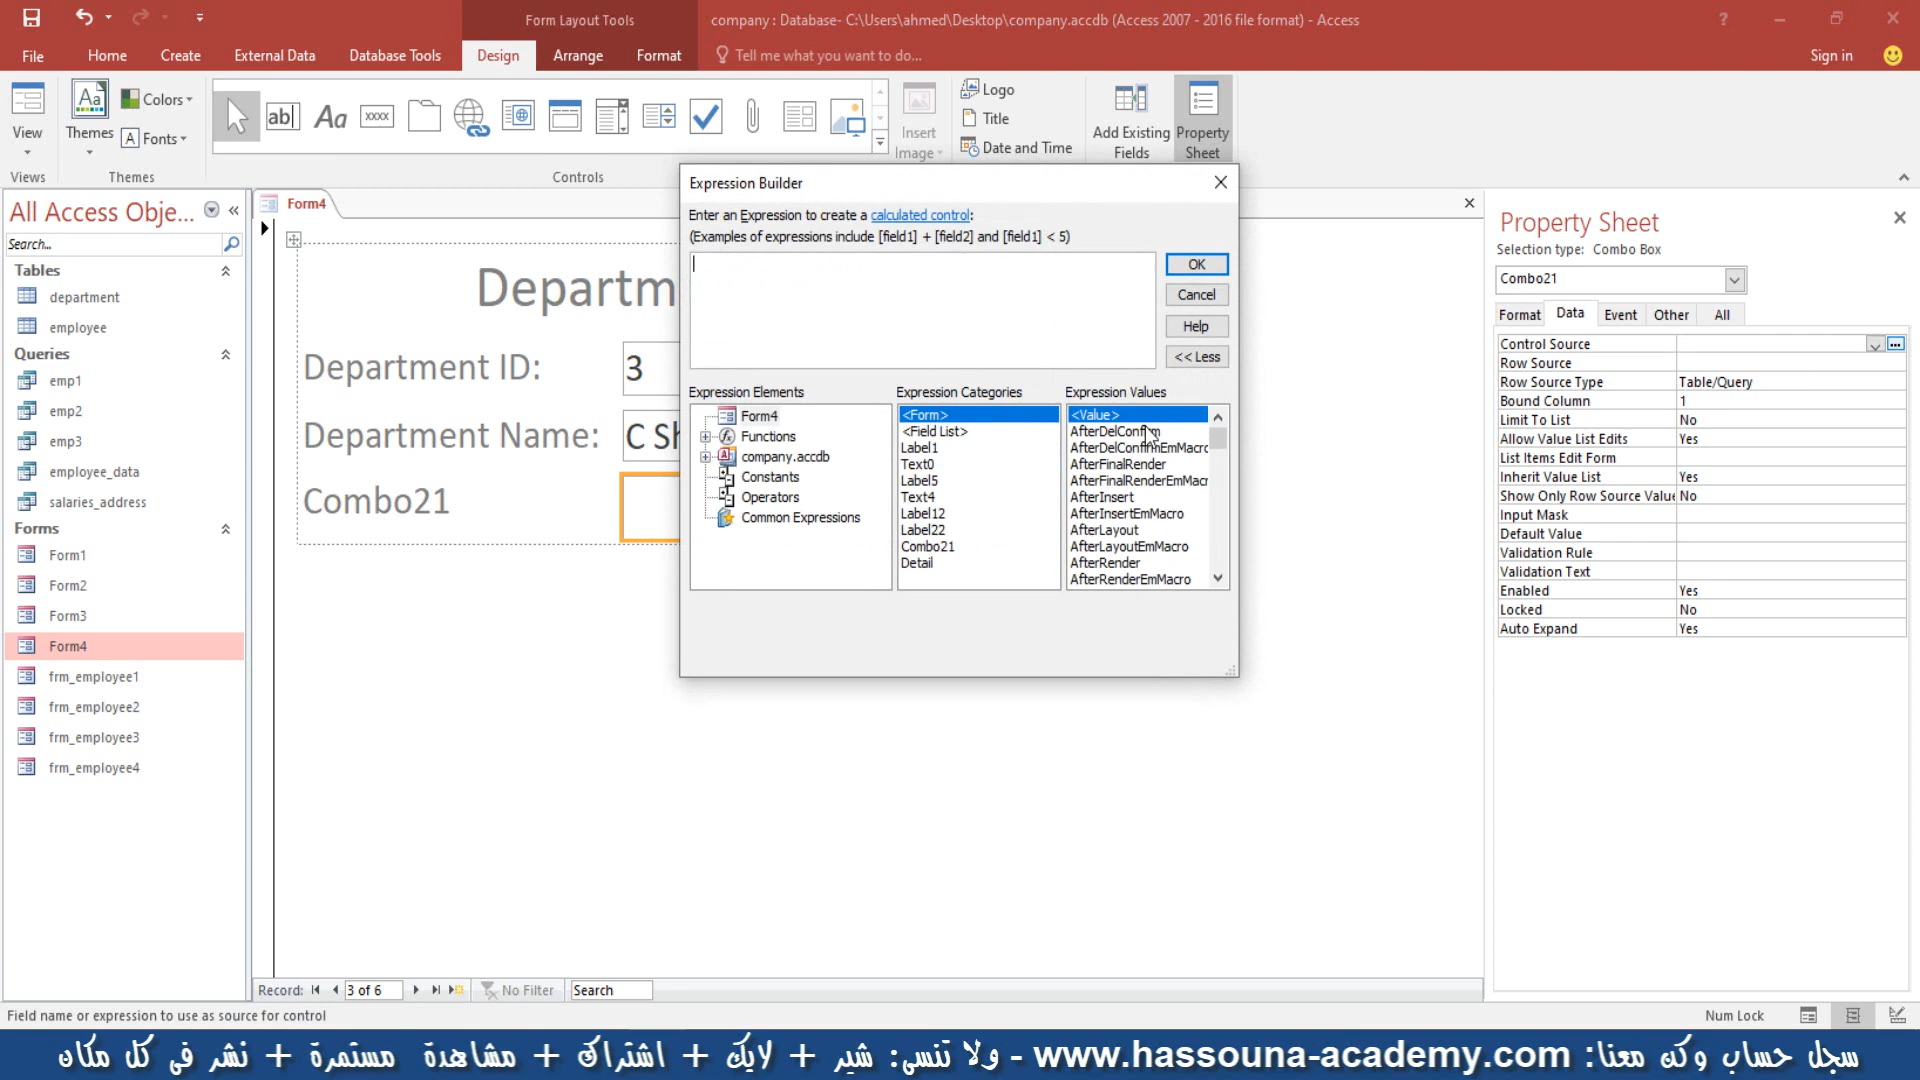 Form Layout Tools
company : Database- C:\Users\ahmed\Desktop\company.accdb (Access 2007 - 2016 file format) - Access
File Home Create External Data Database Tools Design Arrange Format Tell me what you want to do... Sign in
View
Views
Themes
Colors
Fonts
Themes
ab| Aa xxxx
Controls
Insert Image
Logo
Title
Date and Time
Add Existing Fields
Property Sheet
All Access Obje...
Search...
Tables
department
employee
Queries
emp1
emp2
emp3
employee_data
salaries_address
Forms
Form1
Form2
Form3
Form4
frm_employee1
frm_employee2
frm_employee3
frm_employee4
Form4
Departm
Department ID: 3
Department Name: C Sh
Combo21
Expression Builder
Enter an Expression to create a calculated control:
(Examples of expressions include [field1] + [field2] and [field1] < 5)
OK
Cancel
Help
<< Less
Expression Elements
Form4
Functions
company.accdb
Constants
Operators
Common Expressions
Expression Categories
<Form>
<Field List>
Label1
Text0
Label5
Text4
Label12
Label22
Combo21
Detail
Expression Values
<Value>
AfterDelConfirm
AfterDelConfirmEmMacro
AfterFinalRender
AfterFinalRenderEmMacr
AfterInsert
AfterInsertEmMacro
AfterLayout
AfterLayoutEmMacro
AfterRender
AfterRenderEmMacro
Property Sheet
Selection type: Combo Box
Combo21
Format Data Event Other All
Control Source
Row Source
Row Source Type Table/Query
Bound Column 1
Limit To List No
Allow Value List Edits Yes
List Items Edit Form
Inherit Value List Yes
Show Only Row Source Value No
Input Mask
Default Value
Validation Rule
Validation Text
Enabled Yes
Locked No
Auto Expand Yes
Record: 3 of 6 No Filter Search
Field name or expression to use as source for control
Num Lock
سجل حساب وكن معنا: www.hassouna-academy.com - ولا تنسى: شير + لايك + اشتراك + مشاهدة مستمرة + نشر في كل مكان